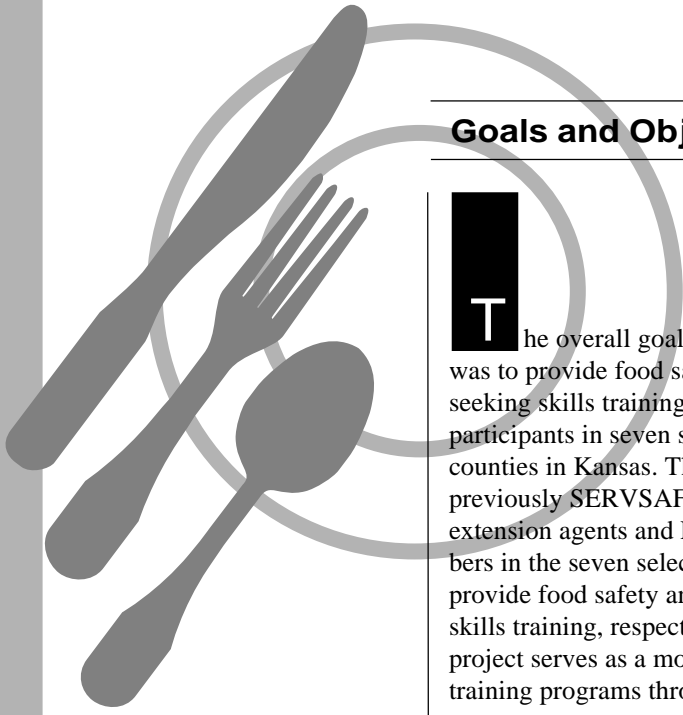 Goals and Obj
The overall goal
was to provide food sa
seeking skills training
participants in seven s
counties in Kansas. T
previously SERVSAF
extension agents and
bers in the seven selec
provide food safety an
skills training, respect
project serves as a mo
training programs thro